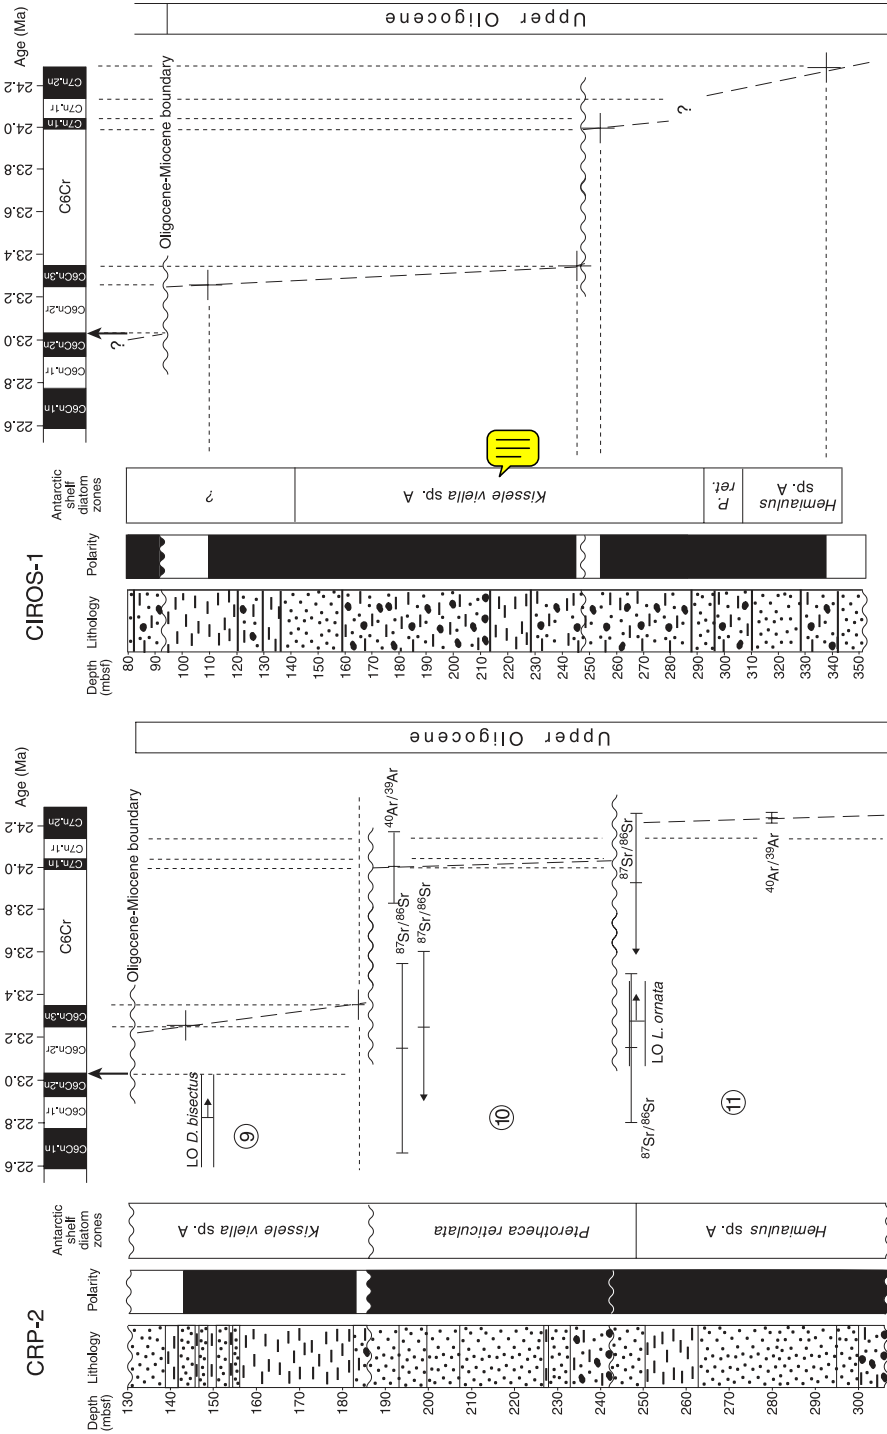 CIROS-1
Depth
(mbsf)
Lithology
Polarity
Antarctic
shelf
diatom
zones
22.6
22.8
23.0
23.2
23.4
23.6
23.8
24.0
24.2
Age (Ma)
C6Cn.1n
C6Cn.1r
C6Cn.2n
C6Cn.2r
C6Cn.3n
C6Cr
C7n.1n
C7n.1r
C7n.2n
80
90
100
110
120
130
140
150
160
170
180
190
200
210
220
230
240
250
260
270
280
290
300
310
320
330
340
350
?
Kissele viella sp. A
P.
ret.
Hemiaulus
sp. A
?
Oligocene-Miocene boundary
?
Upper Oligocene
CRP-2
Depth
(mbsf)
Lithology
Polarity
Antarctic
shelf
diatom
zones
22.6
22.8
23.0
23.2
23.4
23.6
23.8
24.0
24.2
Age (Ma)
C6Cn.1n
C6Cn.1r
C6Cn.2n
C6Cn.2r
C6Cn.3n
C6Cr
C7n.1n
C7n.1r
C7n.2n
130
140
150
160
170
180
190
200
210
220
230
240
250
260
270
280
290
300
Kissele viella sp. A
Pterotheca reticulata
Hemiaulus sp. A
Oligocene-Miocene boundary
LO D. bisectus
9
40Ar/39Ar
87Sr/86Sr
87Sr/86Sr
10
87Sr/86Sr
LO L. ornata
87Sr/86Sr
11
40Ar/39Ar
Upper Oligocene